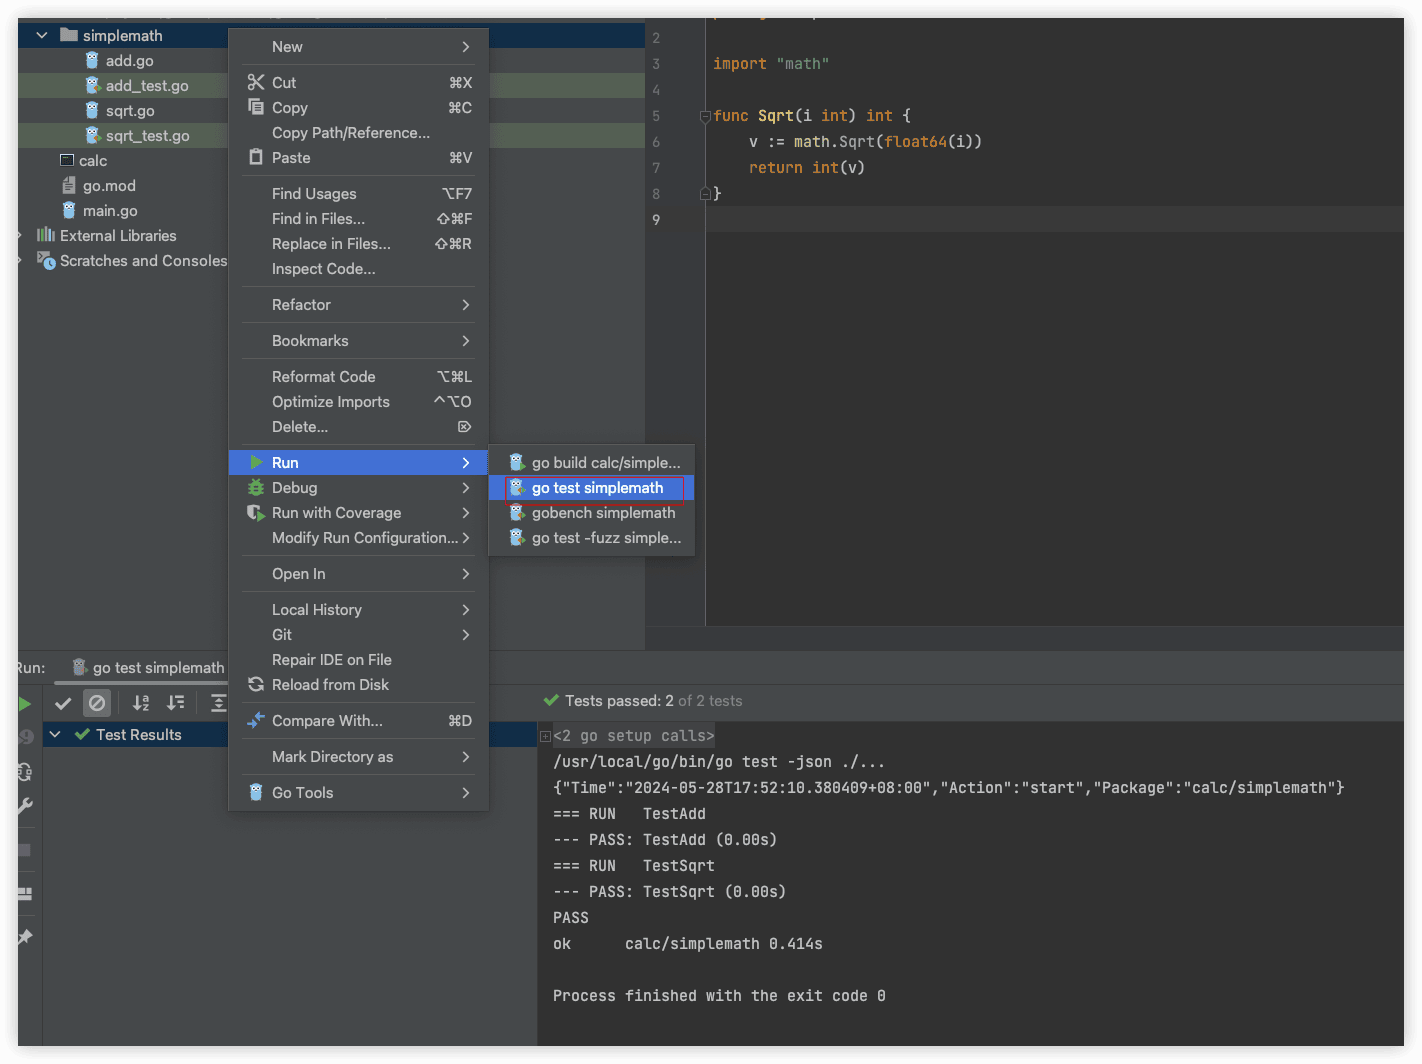 simplemath
add.go
add_test.go
sqrt.go
sqrt_test.go
calc
go.mod
main.go
External Libraries
Scratches and Consoles
New
Cut ⌘X
Copy ⌘C
Copy Path/Reference...
Paste ⌘V
Find Usages ⌥F7
Find in Files... ⇧⌘F
Replace in Files... ⇧⌘R
Inspect Code...
Refactor
Bookmarks
Reformat Code ⌥⌘L
Optimize Imports ^⌥O
Delete... ⌦
Run
Debug
Run with Coverage
Modify Run Configuration...
Open In
Local History
Git
Repair IDE on File
Reload from Disk
Compare With... ⌘D
Mark Directory as
Go Tools
go build calc/simple...
go test simplemath
gobench simplemath
go test -fuzz simple...
2
3 import "math"
4
5 func Sqrt(i int) int {
6 v := math.Sqrt(float64(i))
7 return int(v)
8 }
9
Run: go test simplemath
Tests passed: 2 of 2 tests
Test Results
<2 go setup calls>
/usr/local/go/bin/go test -json ./...
{"Time":"2024-05-28T17:52:10.380409+08:00","Action":"start","Package":"calc/simplemath"}
=== RUN   TestAdd
--- PASS: TestAdd (0.00s)
=== RUN   TestSqrt
--- PASS: TestSqrt (0.00s)
PASS
ok      calc/simplemath 0.414s
Process finished with the exit code 0